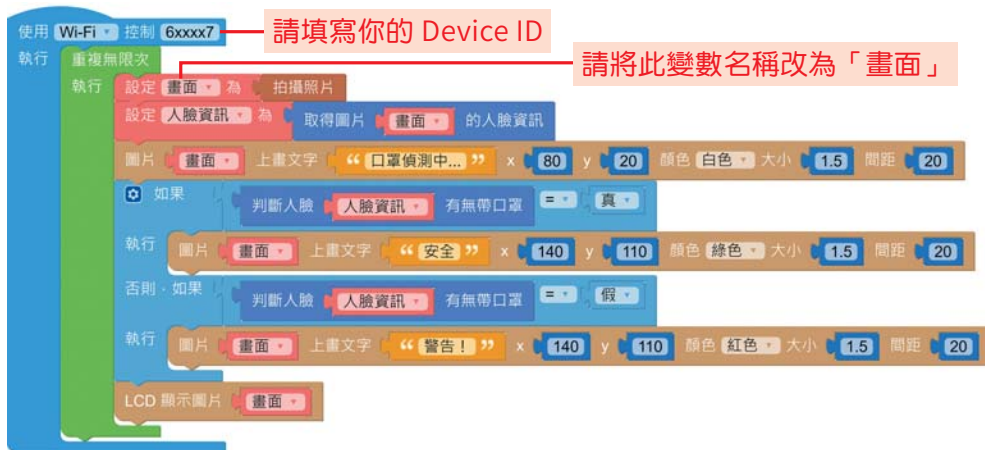 使用 Wi-Fi 控制 6xxxx7 請填寫你的 Device ID
執行 重複無限次
請將此變數名稱改為「畫面」
執行 設定 畫面 為 拍攝照片
設定 人臉資訊 為 取得圖片 畫面 的人臉資訊
圖片 畫面 上畫文字 “ 口罩偵測中... ” x 80 y 20 顏色 白色 大小 1.5 間距 20
如果 判斷人臉 人臉資訊 有無帶口罩 = 真
執行 圖片 畫面 上畫文字 “ 安全 ” x 140 y 110 顏色 綠色 大小 1.5 間距 20
否則,如果 判斷人臉 人臉資訊 有無帶口罩 = 假
執行 圖片 畫面 上畫文字 “ 警告! ” x 140 y 110 顏色 紅色 大小 1.5 間距 20
LCD 顯示圖片 畫面